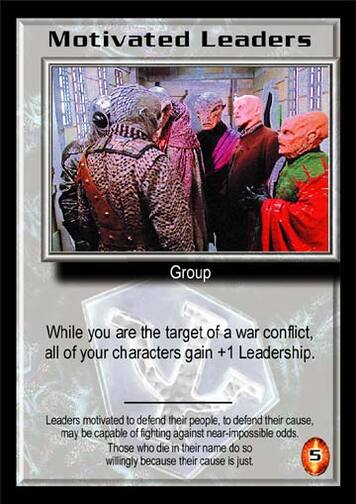 Motivated Leaders
Group
While you are the target of a war conflict,
all of your characters gain +1 Leadership.
Leaders motivated to defend their people, to defend their cause,
may be capable of fighting against near-impossible odds.
Those who die in their name do so
willingly because their cause is just.
5